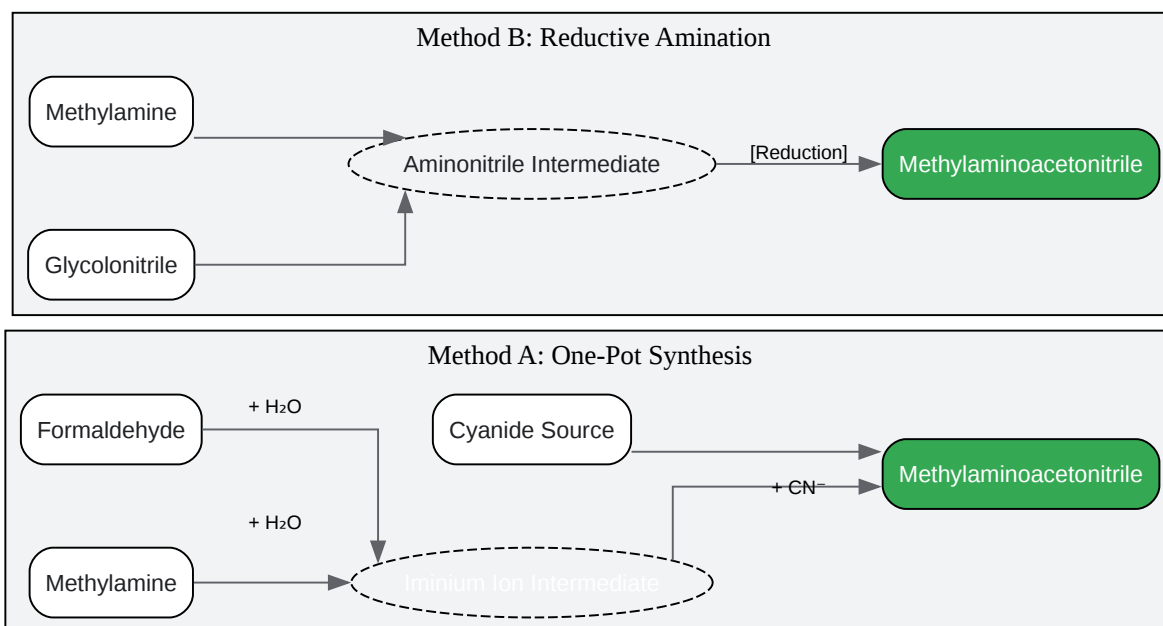 Method B: Reductive Amination
Methylamine
Aminonitrile Intermediate
[Reduction]
Methylaminoacetonitrile
Glycolonitrile
Method A: One-Pot Synthesis
Formaldehyde
+ H₂O
Cyanide Source
Methylaminoacetonitrile
+ CN⁻
+ H₂O
Methylamine
Iminium Ion Intermediate